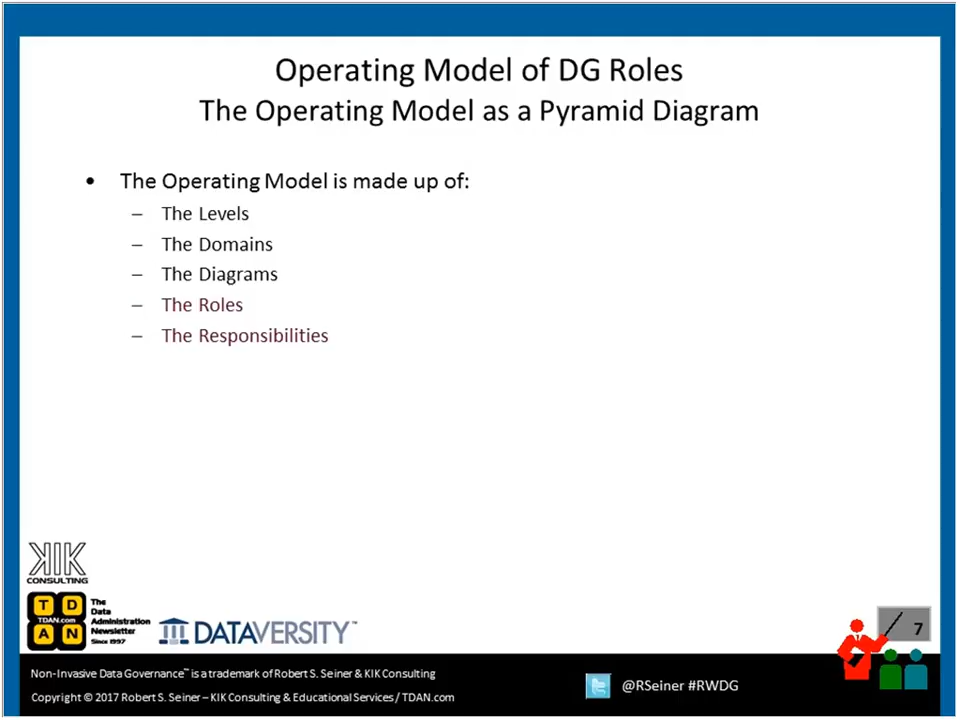 Operating Model of DG Roles
The Operating Model as a Pyramid Diagram
• The Operating Model is made up of:
– The Levels
– The Domains
– The Diagrams
– The Roles
– The Responsibilities
KIK
CONSULTING
T D
TDAN.com
A N
The
Data
Administration
Newsletter
Since 1997
DATAVERSITY™
7
Non-Invasive Data Governance™ is a trademark of Robert S. Seiner & KIK Consulting
Copyright © 2017 Robert S. Seiner – KIK Consulting & Educational Services / TDAN.com
@RSeiner #RWDG